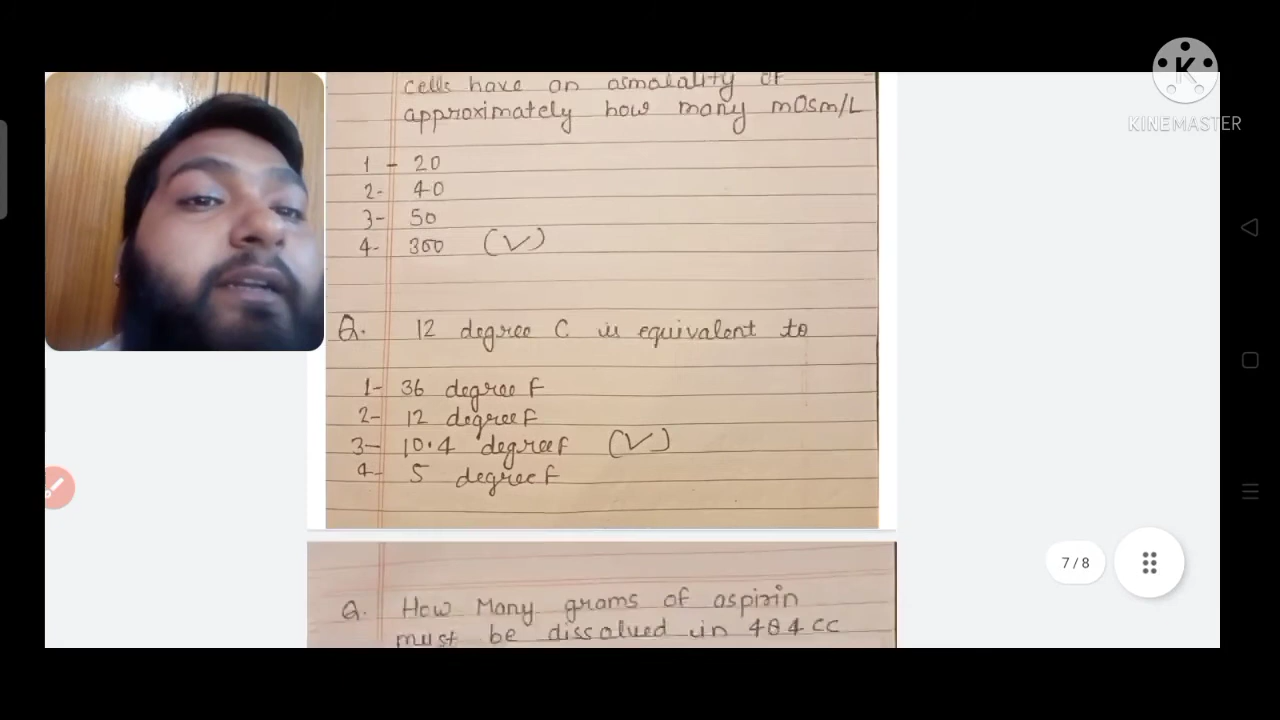 cells have an osmolality of
approximately how many mOsm/L
1 - 20
2- 40
3- 50
4- 300 (V)
Q. 12 degree C is equivalent to
1- 36 degree F
2- 12 degree F
3- 10.4 degree F (V)
4- 5 degree F
Q. How Many grams of aspirin
must be dissolved in 484 cc
7 / 8
K
KINEMASTER